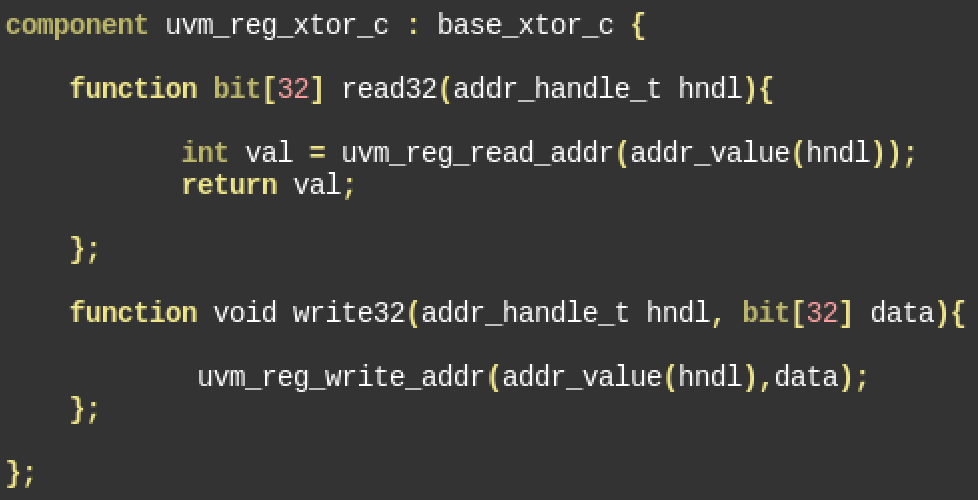 component uvm_reg_xtor_c : base_xtor_c {
function bit[32] read32(addr_handle_t hndl){
int val = uvm_reg_read_addr(addr_value(hndl));
return val;
};
function void write32(addr_handle_t hndl, bit[32] data){
uvm_reg_write_addr(addr_value(hndl),data);
};
};